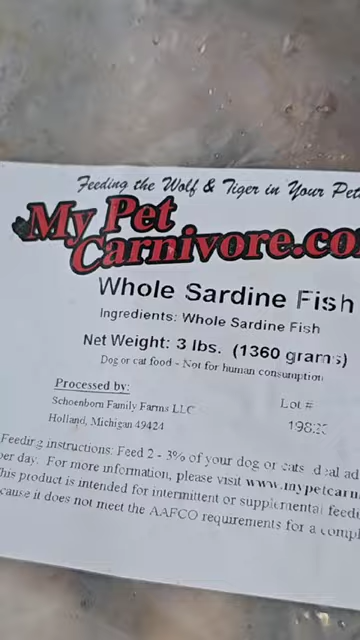 Feeding the Wolf & Tiger in Your Pet
My Pet
Carnivore.co
Whole Sardine Fish
Ingredients: Whole Sardine Fish
Net Weight: 3 lbs. (1360 grams)
Dog or cat food - Not for human consumption
Processed by:
Schoenborn Family Farms LLC
Holland, Michigan 49424
Lot#
Feeding instructions: Feed 2 - 3% of your dog or cats ad
per day. For more information, please visit www.mypetcarn
his product is intended for intermittent or supplemental feedi
cause it does not meet the AAFCO requirements for a compl